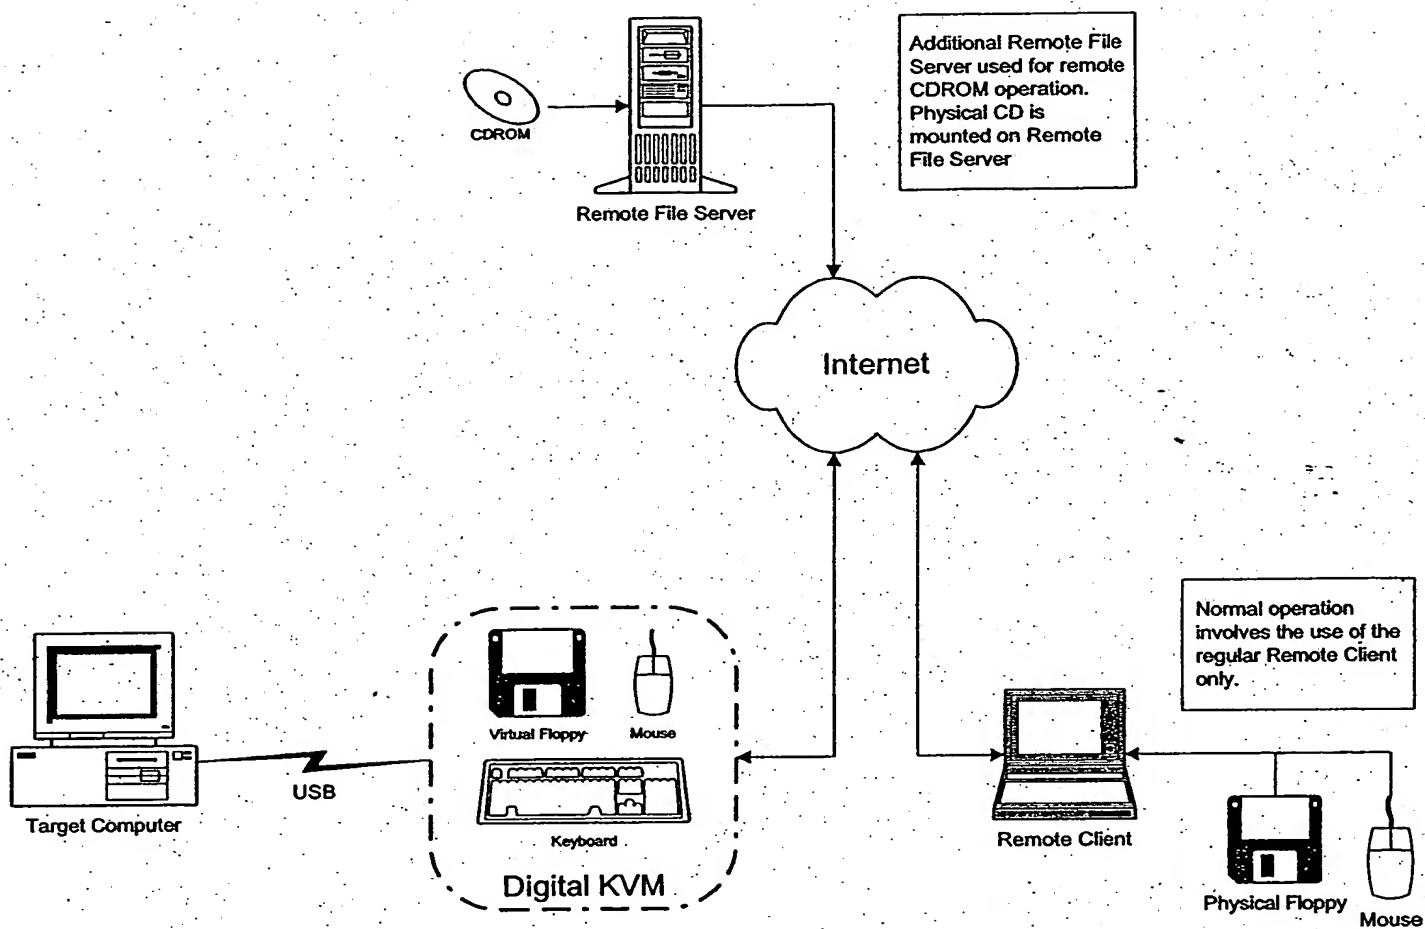 Additional Remote File
Server used for remote
CDROM operation.
Physical CD is
mounted on Remote
File Server
CDROM
Remote File Server
Internet
Normal operation
involves the use of the
regular Remote Client
only.
Virtual Floppy
Mouse
USB
Target Computer
Keyboard
Remote Client
Digital KVM
Physical Floppy
Mouse